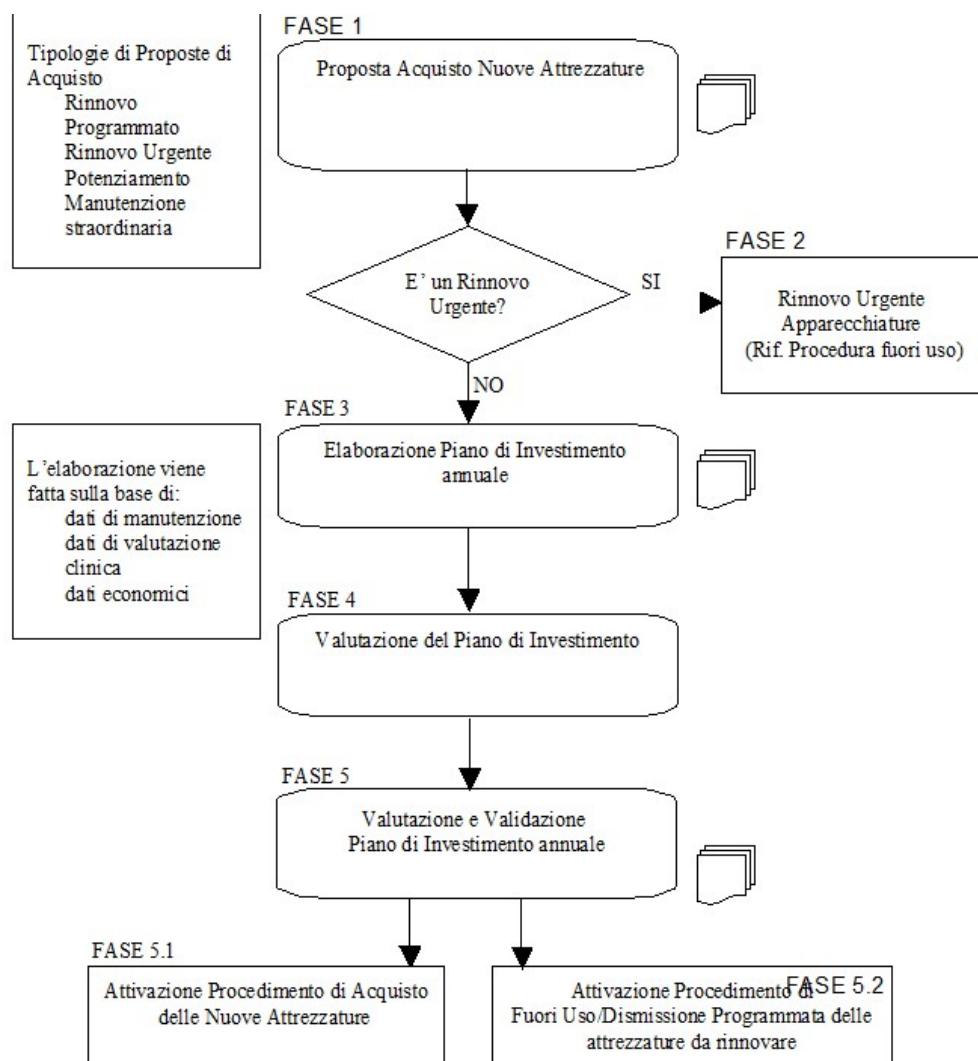 FASE 1
Tipologie di Proposte di
Acquisto
Rinnovo
Programmato
Rinnovo Urgente
Potenziamento
Manutenzione
straordinaria
Proposta Acquisto Nuove Attrezzature
E' un Rinnovo
Urgente?
SI
FASE 2
Rinnovo Urgente
Apparecchiature
(Rif. Procedura fuori uso)
NO
FASE 3
Elaborazione Piano di Investimento
annuale
L'elaborazione viene
fatta sulla base di:
dati di manutenzione
dati di valutazione
clinica
dati economici
FASE 4
Valutazione del Piano di Investimento
FASE 5
Valutazione e Validazione
Piano di Investimento annuale
FASE 5.1
Attivazione Procedimento di Acquisto
delle Nuove Attrezzature
FASE 5.2
Attivazione Procedimento di
Fuori Uso/Dismissione Programmata delle
attrezzature da rinnovare